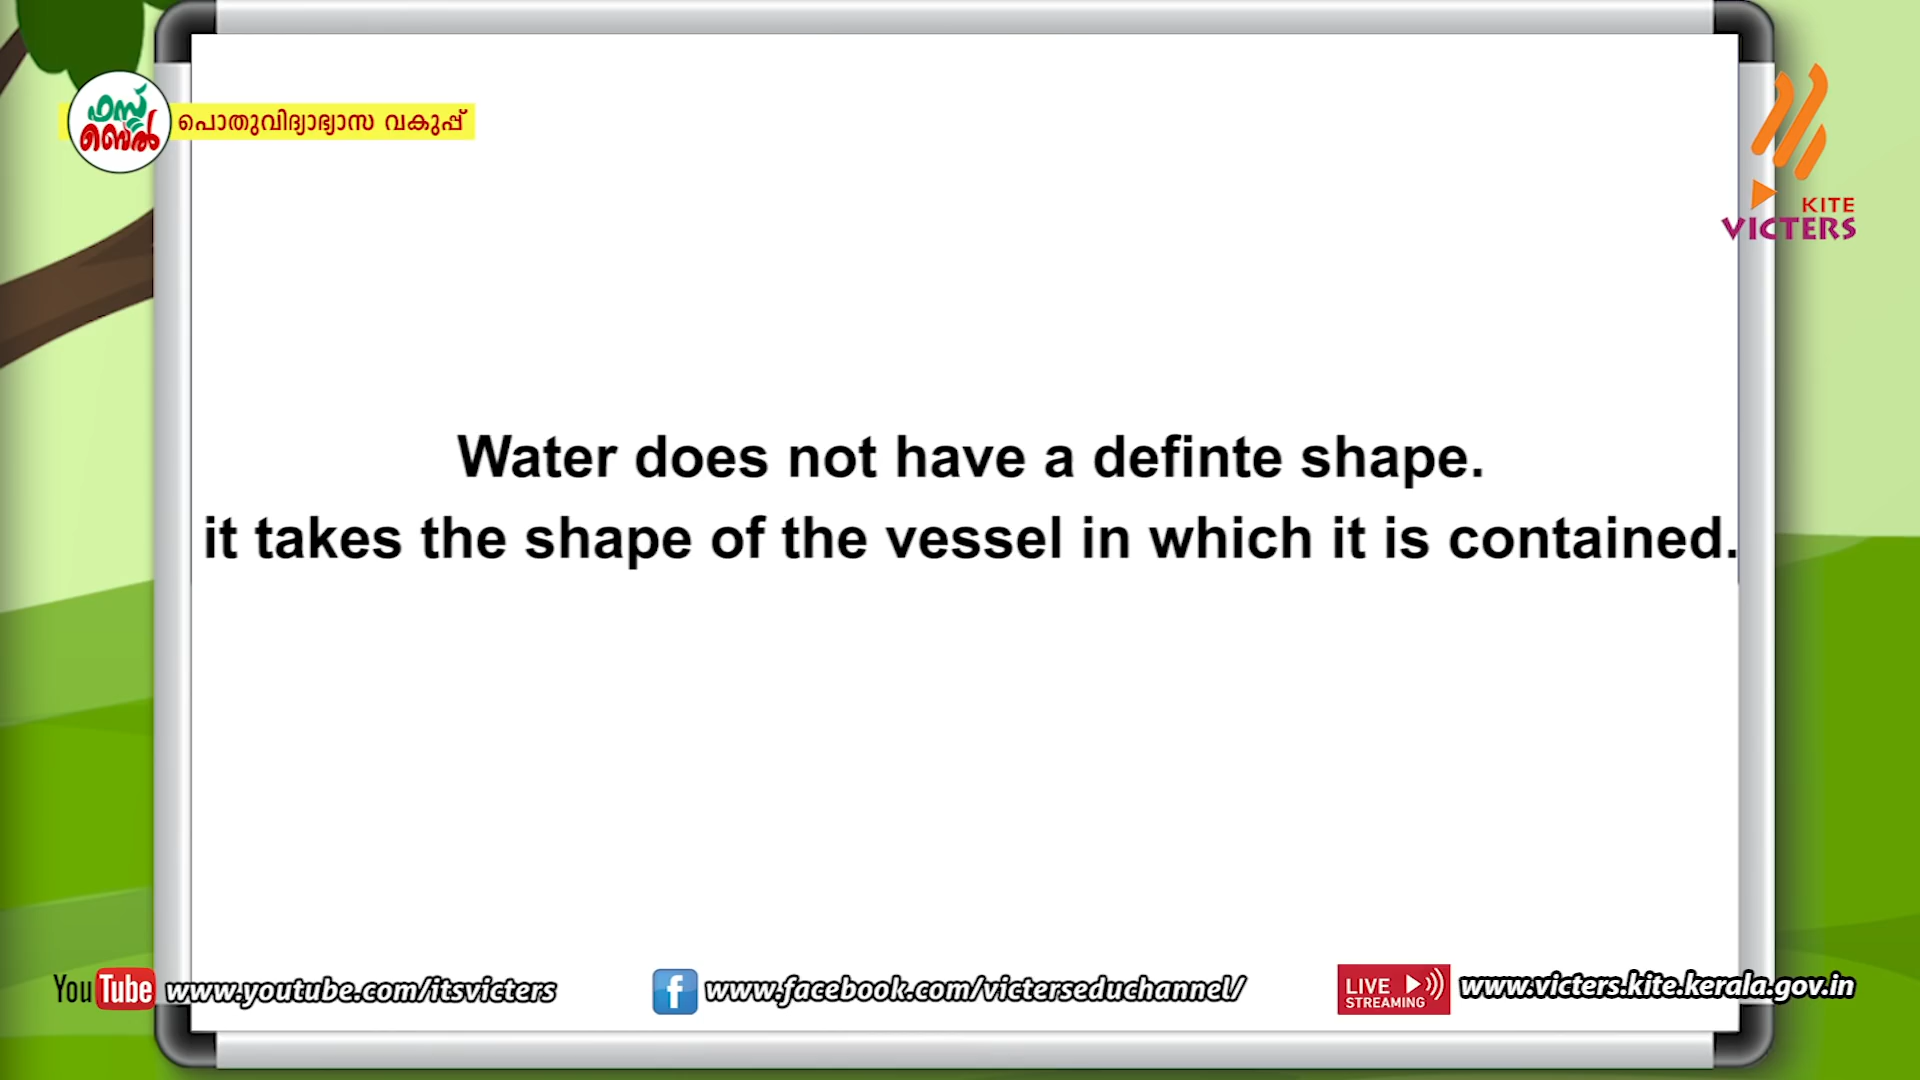 ഫസ്റ്റ്
ബെൽ
പൊതുവിദ്യാഭ്യാസ വകുപ്പ്
KITE
VICTERS
Water does not have a definte shape.
it takes the shape of the vessel in which it is contained.
YouTube www.youtube.com/itsvicters
f www.facebook.com/victerseduchannel/
LIVE
STREAMING
www.victers.kite.kerala.gov.in